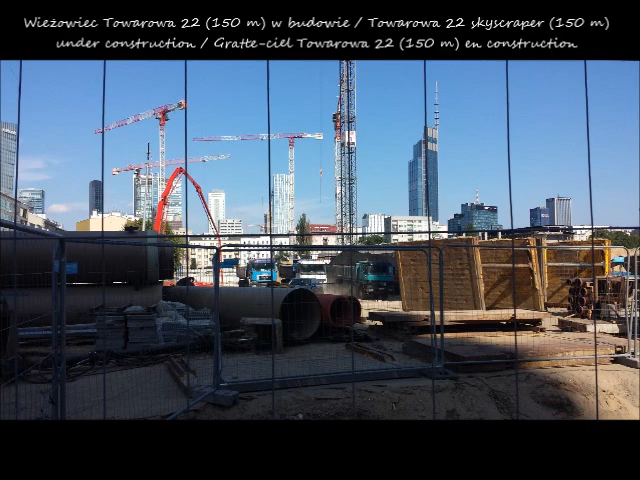 Wieżowiec Towarowa 22 (150 m) w budowie / Towarowa 22 skyscraper (150 m)
under construction / Gratte-ciel Towarowa 22 (150 m) en construction